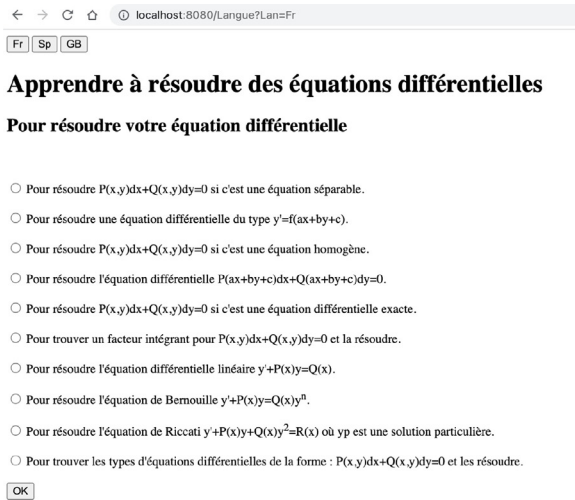 localhost:8080/Langue?Lan=Fr
Fr Sp GB
Apprendre à résoudre des équations différentielles
Pour résoudre votre équation différentielle
Pour résoudre P(x,y)dx+Q(x,y)dy=0 si c'est une équation séparable.
Pour résoudre une équation différentielle du type y'=f(ax+by+c).
Pour résoudre P(x,y)dx+Q(x,y)dy=0 si c'est une équation homogène.
Pour résoudre l'équation différentielle P(ax+by+c)dx+Q(ax+by+c)dy=0.
Pour résoudre P(x,y)dx+Q(x,y)dy=0 si c'est une équation différentielle exacte.
Pour trouver un facteur intégrant pour P(x,y)dx+Q(x,y)dy=0 et la résoudre.
Pour résoudre l'équation différentielle linéaire y'+P(x)y=Q(x).
Pour résoudre l'équation de Bernouille y'+P(x)y=Q(x)yⁿ.
Pour résoudre l'équation de Riccati y'+P(x)y+Q(x)y²=R(x) où yp est une solution particulière.
Pour trouver les types d'équations différentielles de la forme : P(x,y)dx+Q(x,y)dy=0 et les résoudre.
OK